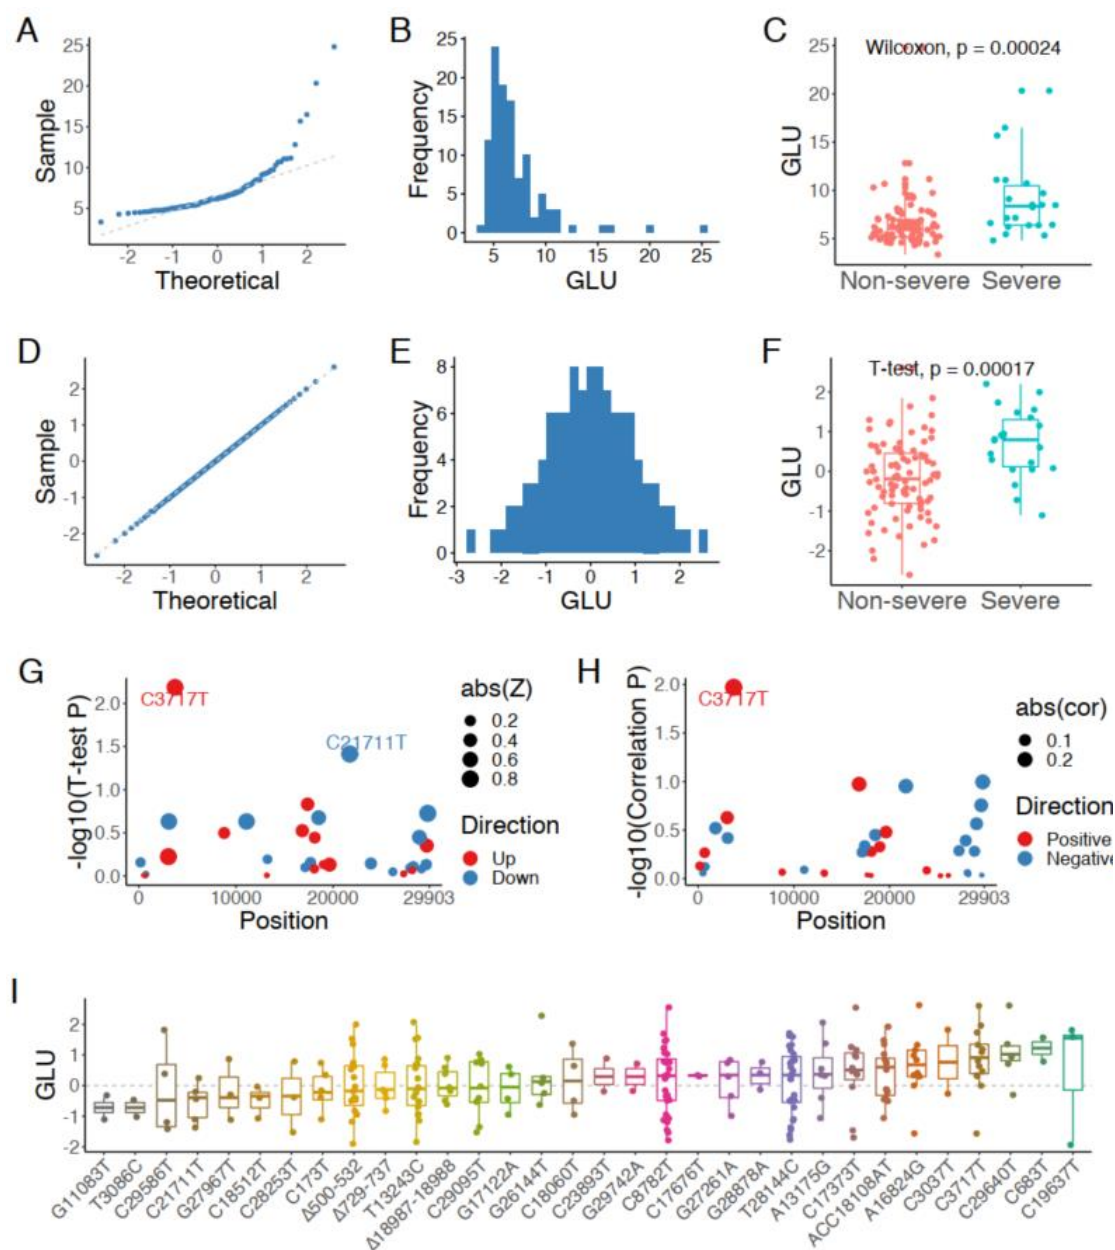 A
B
C
25
20
15
10
5
Sample
-2
-1
0
1
2
Theoretical
25
20
15
10
5
0
Frequency
5
10
15
20
25
GLU
Wilcoxon, p = 0.00024
25
20
15
10
5
GLU
Non-severe
Severe
D
E
F
2
1
0
-1
-2
Sample
-2
-1
0
1
2
Theoretical
8
6
4
2
0
Frequency
-3
-2
-1
0
1
2
GLU
T-test, p = 0.00017
2
1
0
-1
-2
GLU
Non-severe
Severe
G
H
-log10(T-test P)
2.0
1.5
1.0
0.5
0.0
C3717T
C21711T
0
10000
20000
29903
Position
abs(Z)
0.2
0.4
0.6
0.8
Direction
Up
Down
-log10(Correlation P)
2.0
1.5
1.0
0.5
0.0
C3717T
0
10000
20000
29903
Position
abs(cor)
0.1
0.2
Direction
Positive
Negative
I
GLU
2
1
0
-1
-2
G11083T
T3086C
C29586T
C21711T
G27967T
C18512T
C28253T
C173T
Δ500-532
Δ729-737
T13243C
Δ18987-18988
C29095T
G17122A
G26144T
C18060T
C23893T
G29742A
C8782T
C17676T
G27261A
G28878A
T28144C
A13175G
C17373T
ACC18108AT
A16824G
C3037T
C3717T
C29640T
C683T
C19637T